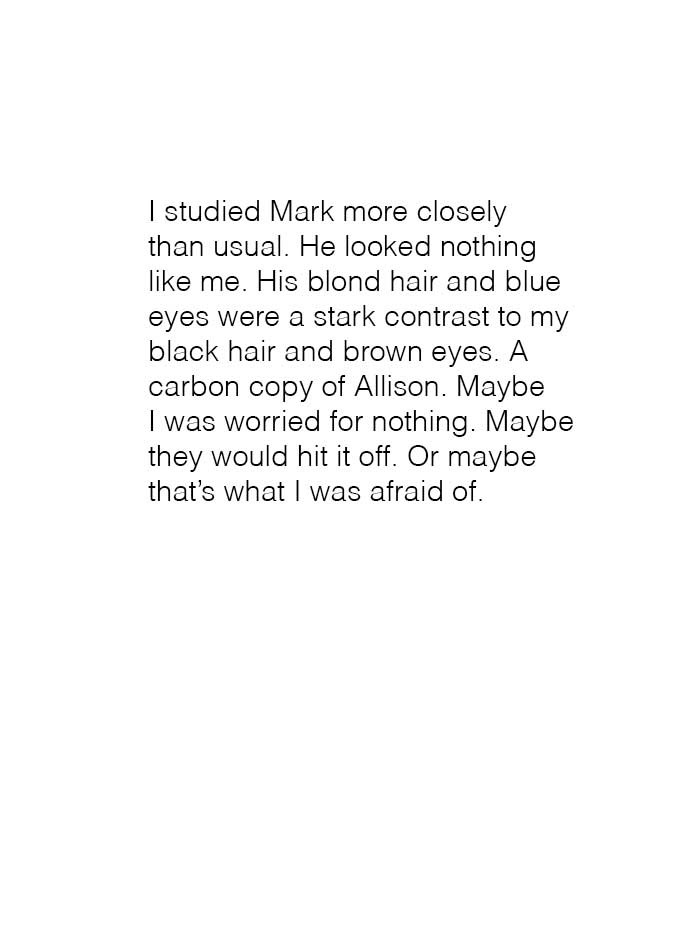 I studied Mark more closely
than usual. He looked nothing
like me. His blond hair and blue
eyes were a stark contrast to my
black hair and brown eyes. A
carbon copy of Allison. Maybe
I was worried for nothing. Maybe
they would hit it off. Or maybe
that’s what I was afraid of.